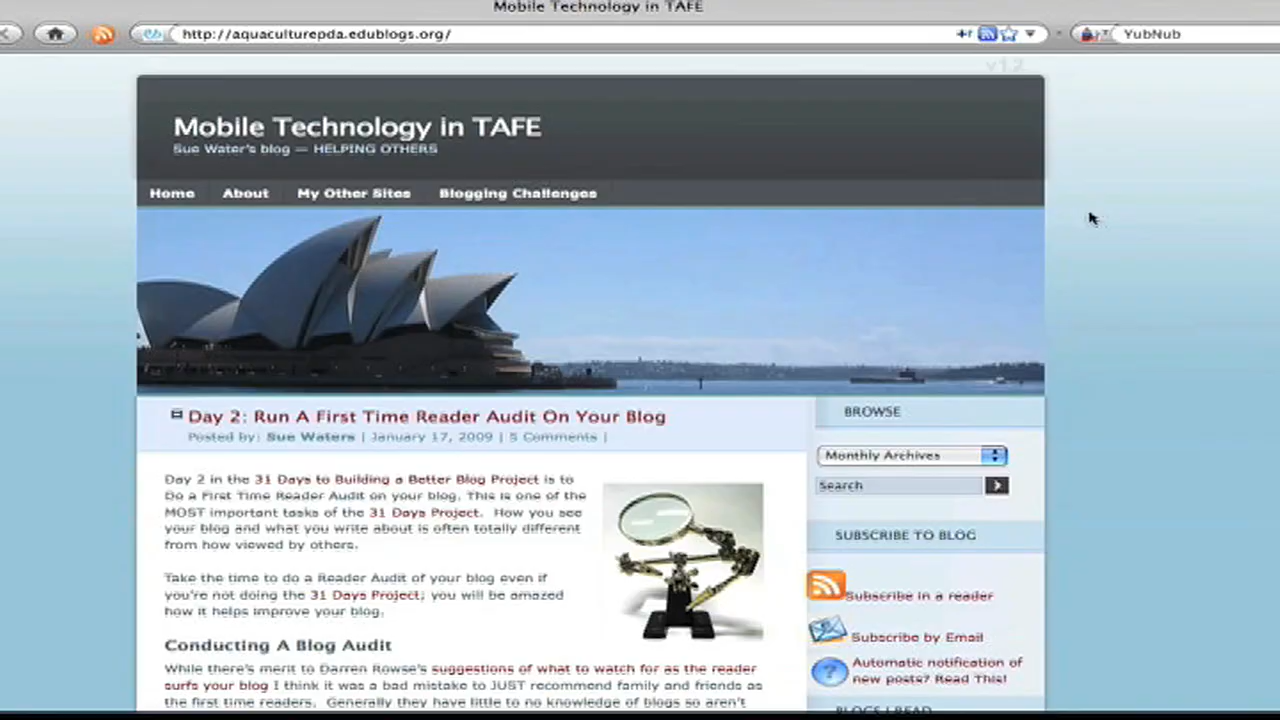 Mobile Technology in TAFE
http://aquaculturepda.edublogs.org/
YubNub
v12
Mobile Technology in TAFE
Sue Water's blog — HELPING OTHERS
Home About My Other Sites Blogging Challenges
Day 2: Run A First Time Reader Audit On Your Blog
Posted by: Sue Waters | January 17, 2009 | 5 Comments |
Day 2 in the 31 Days to Building a Better Blog Project is to
Do a First Time Reader Audit on your blog. This is one of the
MOST important tasks of the 31 Days Project. How you see
your blog and what you write about is often totally different
from how viewed by others.
Take the time to do a Reader Audit of your blog even if
you're not doing the 31 Days Project; you will be amazed
how it helps improve your blog.
Conducting A Blog Audit
While there's merit to Darren Rowse's suggestions of what to watch for as the reader
surfs your blog I think it was a bad mistake to JUST recommend family and friends as
the first time readers. Generally they have little to no knowledge of blogs so aren't
BROWSE
Monthly Archives
Search
SUBSCRIBE TO BLOG
Subscribe in a reader
Subscribe by Email
Automatic notification of
new posts? Read This!
BLOGS I READ